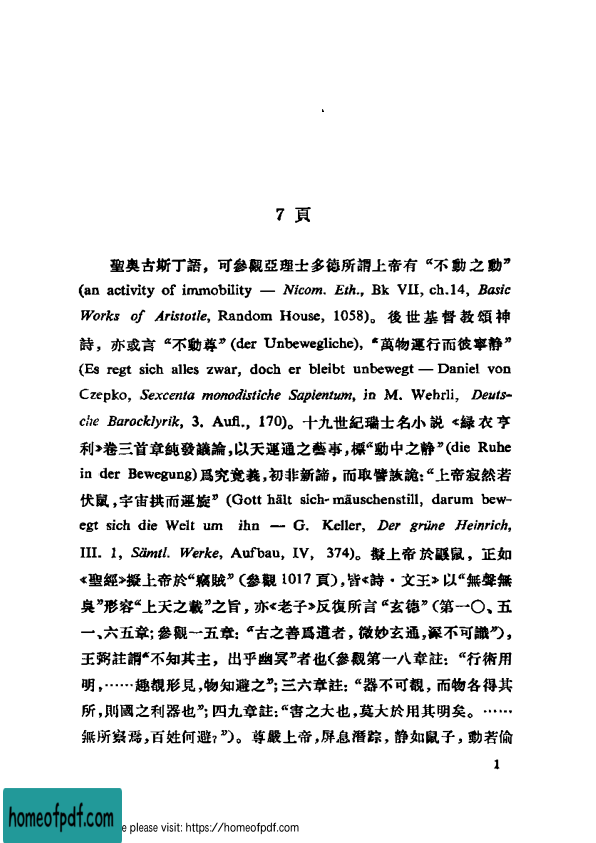 7 頁
聖奥古斯丁語，可參觀亞理士多德所謂上帝有“不動之動”
(an activity of immobility — Nicom. Eth., Bk VII, ch.14, Basic
Works of Aristotle, Random House, 1058)。後世基督教頌神
詩，亦或言“不動尊”(der Unbewegliche)，“萬物運行而彼寧静”
(Es regt sich alles zwar, doch er bleibt unbewegt — Daniel von
Czepko, Sexcenta monodistiche Sapientum, in M. Wehrli, Deuts-
che Barocklyrik, 3. Aufl., 170)。十九世紀瑞士名小説《緑衣亨
利》卷三首章純發議論，以天運通之藝事，標“動中之静”(die Ruhe
in der Bewegung)爲究竟義，初非新諦，而取譬詼詭：“上帝寂然若
伏鼠，宇宙拱而運旋”(Gott hält sich-mäuschenstill, darum bew-
egt sich die Welt um ihn — G. Keller, Der grüne Heinrich,
III. 1, Sämtl. Werke, Aufbau, IV, 374)。擬上帝於鼷鼠，正如
《聖經》擬上帝於“竊賊”(參觀1017頁)，皆《詩·文王》以“無聲無
臭”形容“上天之載”之旨，亦《老子》反復所言“玄德”(第一〇、五
一、六五章；參觀一五章：“古之善爲道者，微妙玄通，深不可識”)，
王弼註謂“不知其主，出乎幽冥”者也(參觀第一八章註：“行術用
明，……趣覩形見，物知避之”；三六章註：“器不可覩，而物各得其
所，則國之利器也”；四九章註：“害之大也，莫大於用其明矣。……
無所察焉，百姓何避？”)。尊嚴上帝，屏息潛踪，静如鼠子，動若偷
1
homeofpdf.com
e please visit: https://homeofpdf.com